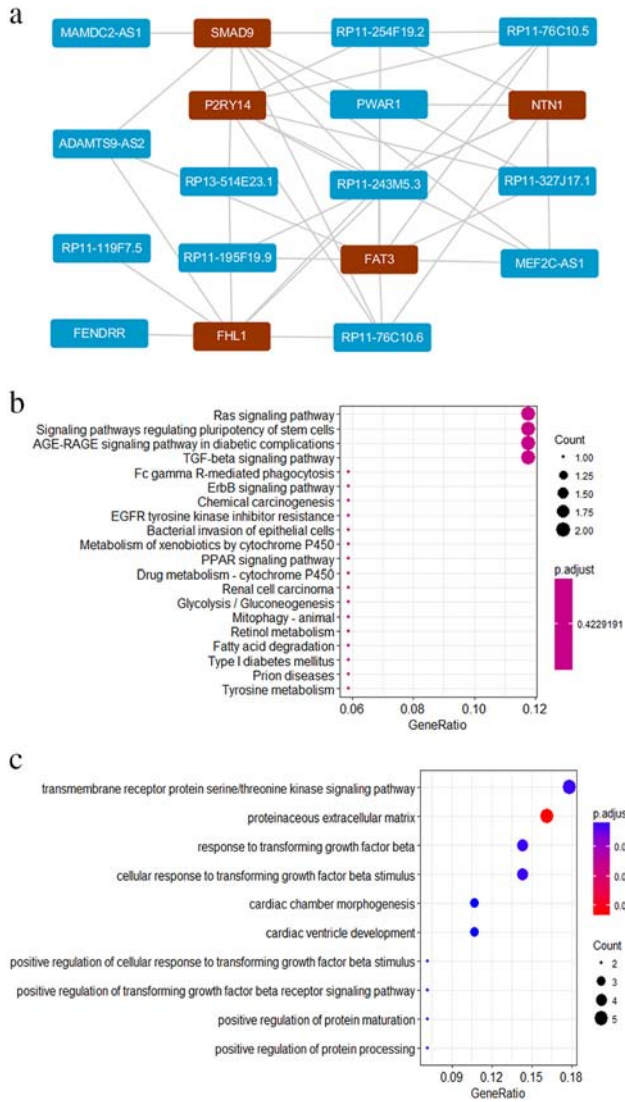 a
MAMDC2-AS1 SMAD9 RP11-254F19.2 RP11-76C10.5
P2RY14 PWAR1 NTN1
ADAMTS9-AS2
RP13-514E23.1 RP11-243M5.3 RP11-327J17.1
RP11-119F7.5 RP11-195F19.9 FAT3 MEF2C-AS1
FENDRR FHL1 RP11-76C10.6
b
Ras signaling pathway
Signaling pathways regulating pluripotency of stem cells
AGE-RAGE signaling pathway in diabetic complications
TGF-beta signaling pathway
Fc gamma R-mediated phagocytosis
ErbB signaling pathway
Chemical carcinogenesis
EGFR tyrosine kinase inhibitor resistance
Bacterial invasion of epithelial cells
Metabolism of xenobiotics by cytochrome P450
PPAR signaling pathway
Drug metabolism - cytochrome P450
Renal cell carcinoma
Glycolysis / Gluconeogenesis
Mitophagy - animal
Retinol metabolism
Fatty acid degradation
Type I diabetes mellitus
Prion diseases
Tyrosine metabolism
0.06 0.08 0.10 0.12
GeneRatio
Count
1.00
1.25
1.50
1.75
2.00
p.adjust
0.4229191
c
transmembrane receptor protein serine/threonine kinase signaling pathway
proteinaceous extracellular matrix
response to transforming growth factor beta
cellular response to transforming growth factor beta stimulus
cardiac chamber morphogenesis
cardiac ventricle development
positive regulation of cellular response to transforming growth factor beta stimulus
positive regulation of transforming growth factor beta receptor signaling pathway
positive regulation of protein maturation
positive regulation of protein processing
0.09 0.12 0.15 0.18
GeneRatio
p.adjust
0.0
0.0
0.0
Count
2
3
4
5